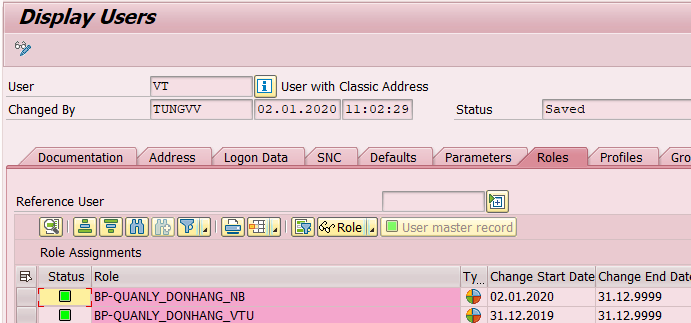 Display Users
User VT User with Classic Address
Changed By TUNGVV 02.01.2020 11:02:29 Status Saved
Documentation Address Logon Data SNC Defaults Parameters Roles Profiles Gro
Reference User
Role User master record
Role Assignments
Status Role Ty... Change Start Date Change End Date
BP-QUANLY_DONHANG_NB 02.01.2020 31.12.9999
BP-QUANLY_DONHANG_VTU 31.12.2019 31.12.9999